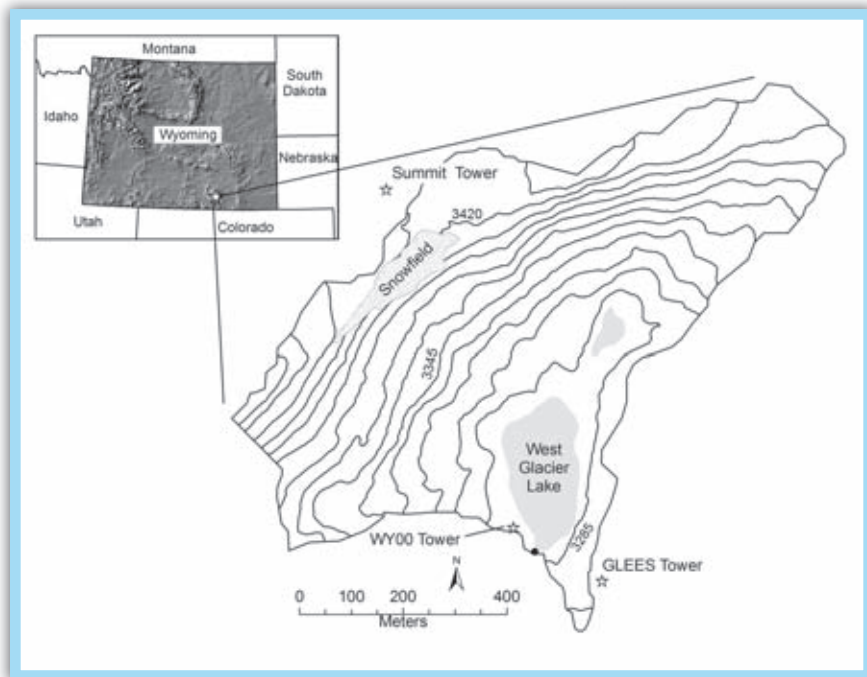 Montana
South
Dakota
Idaho
Wyoming
Nebraska
Utah
Colorado
Summit Tower
3420
Snowfield
3345
West
Glacier
Lake
WY00 Tower
3285
GLEES Tower
N
0 100 200 400
Meters